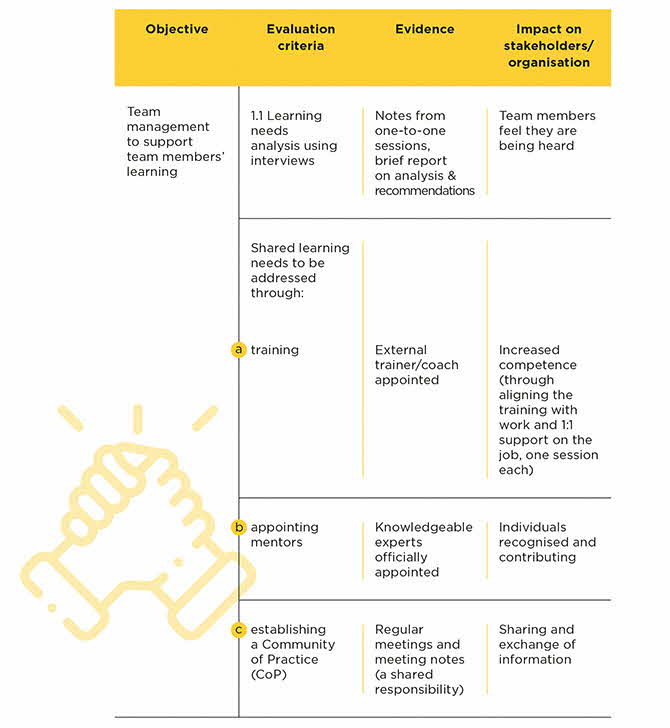 Objective
Evaluation
criteria
Evidence
Impact on
stakeholders/
organisation
Team
management
to support
team members’
learning
1.1 Learning
needs
analysis using
interviews
Notes from
one-to-one
sessions,
brief report
on analysis &
recommendations
Team members
feel they are
being heard
Shared learning
needs to be
addressed
through:
a training
External
trainer/coach
appointed
Increased
competence
(through
aligning the
training with
work and 1:1
support on the
job, one session
each)
b appointing
mentors
Knowledgeable
experts
officially
appointed
Individuals
recognised and
contributing
c establishing
a Community
of Practice
(CoP)
Regular
meetings and
meeting notes
(a shared
responsibility)
Sharing and
exchange of
information